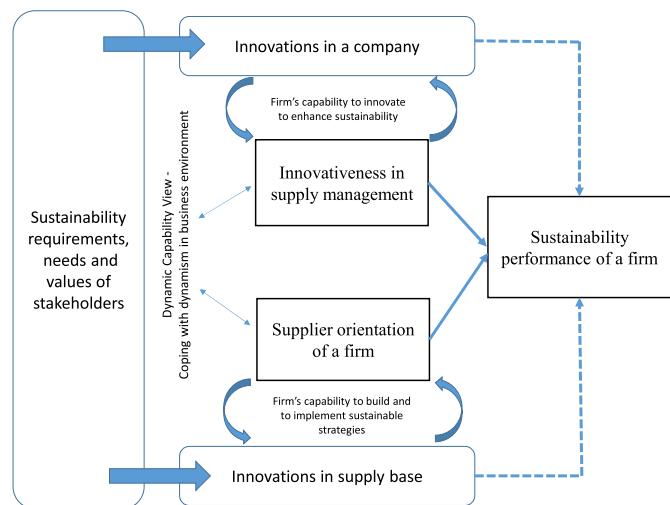 Innovations in a company
Firm's capability to innovate
to enhance sustainability
Innovativeness in
supply management
Sustainability
requirements,
needs and
values of
stakeholders
Dynamic Capability View -
Coping with dynamism in business environment
Sustainability
performance of a firm
Supplier orientation
of a firm
Firm's capability to build and
to implement sustainable
strategies
Innovations in supply base